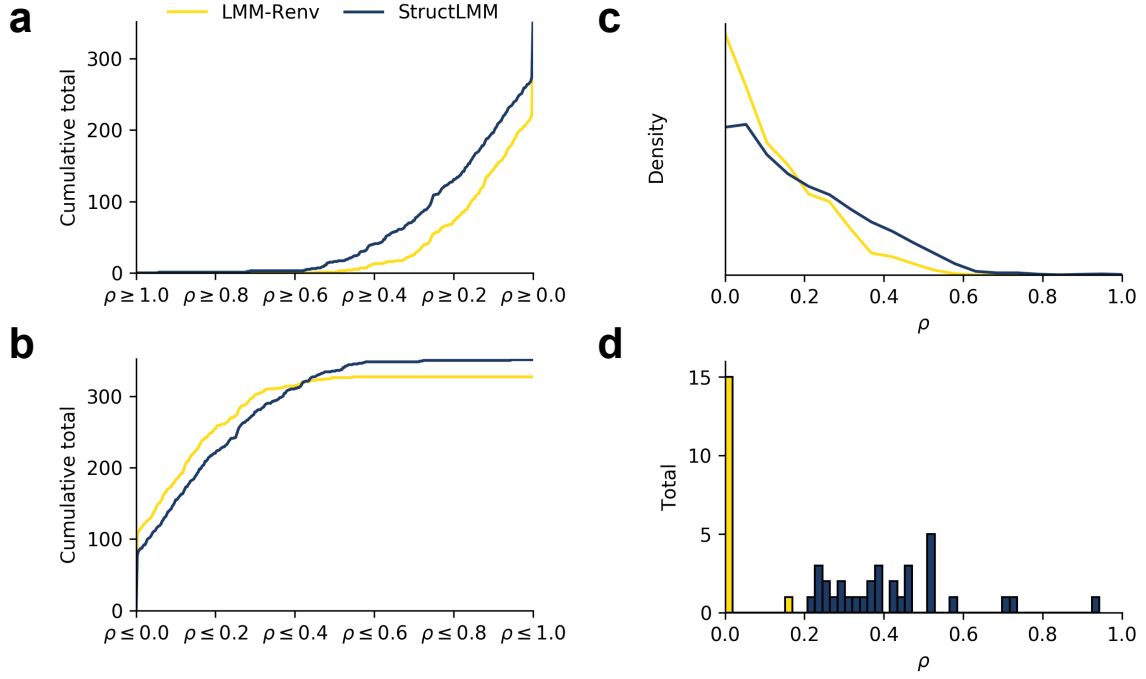 a
LMM-Renv StructLMM
Cumulative total
300
200
100
0
ρ ≥ 1.0 ρ ≥ 0.8 ρ ≥ 0.6 ρ ≥ 0.4 ρ ≥ 0.2 ρ ≥ 0.0
b
Cumulative total
300
200
100
0
ρ ≤ 0.0 ρ ≤ 0.2 ρ ≤ 0.4 ρ ≤ 0.6 ρ ≤ 0.8 ρ ≤ 1.0
c
Density
0.0 0.2 0.4 0.6 0.8 1.0
ρ
d
Total
15
10
5
0
0.0 0.2 0.4 0.6 0.8 1.0
ρ